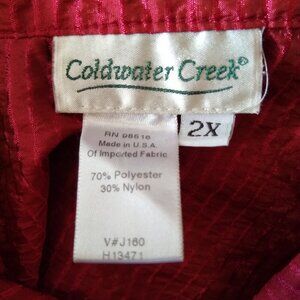 Coldwater Creek®
2X
RN 98616
Made in U.S.A.
Of Imported Fabric
70% Polyester
30% Nylon
V#J160
H13471